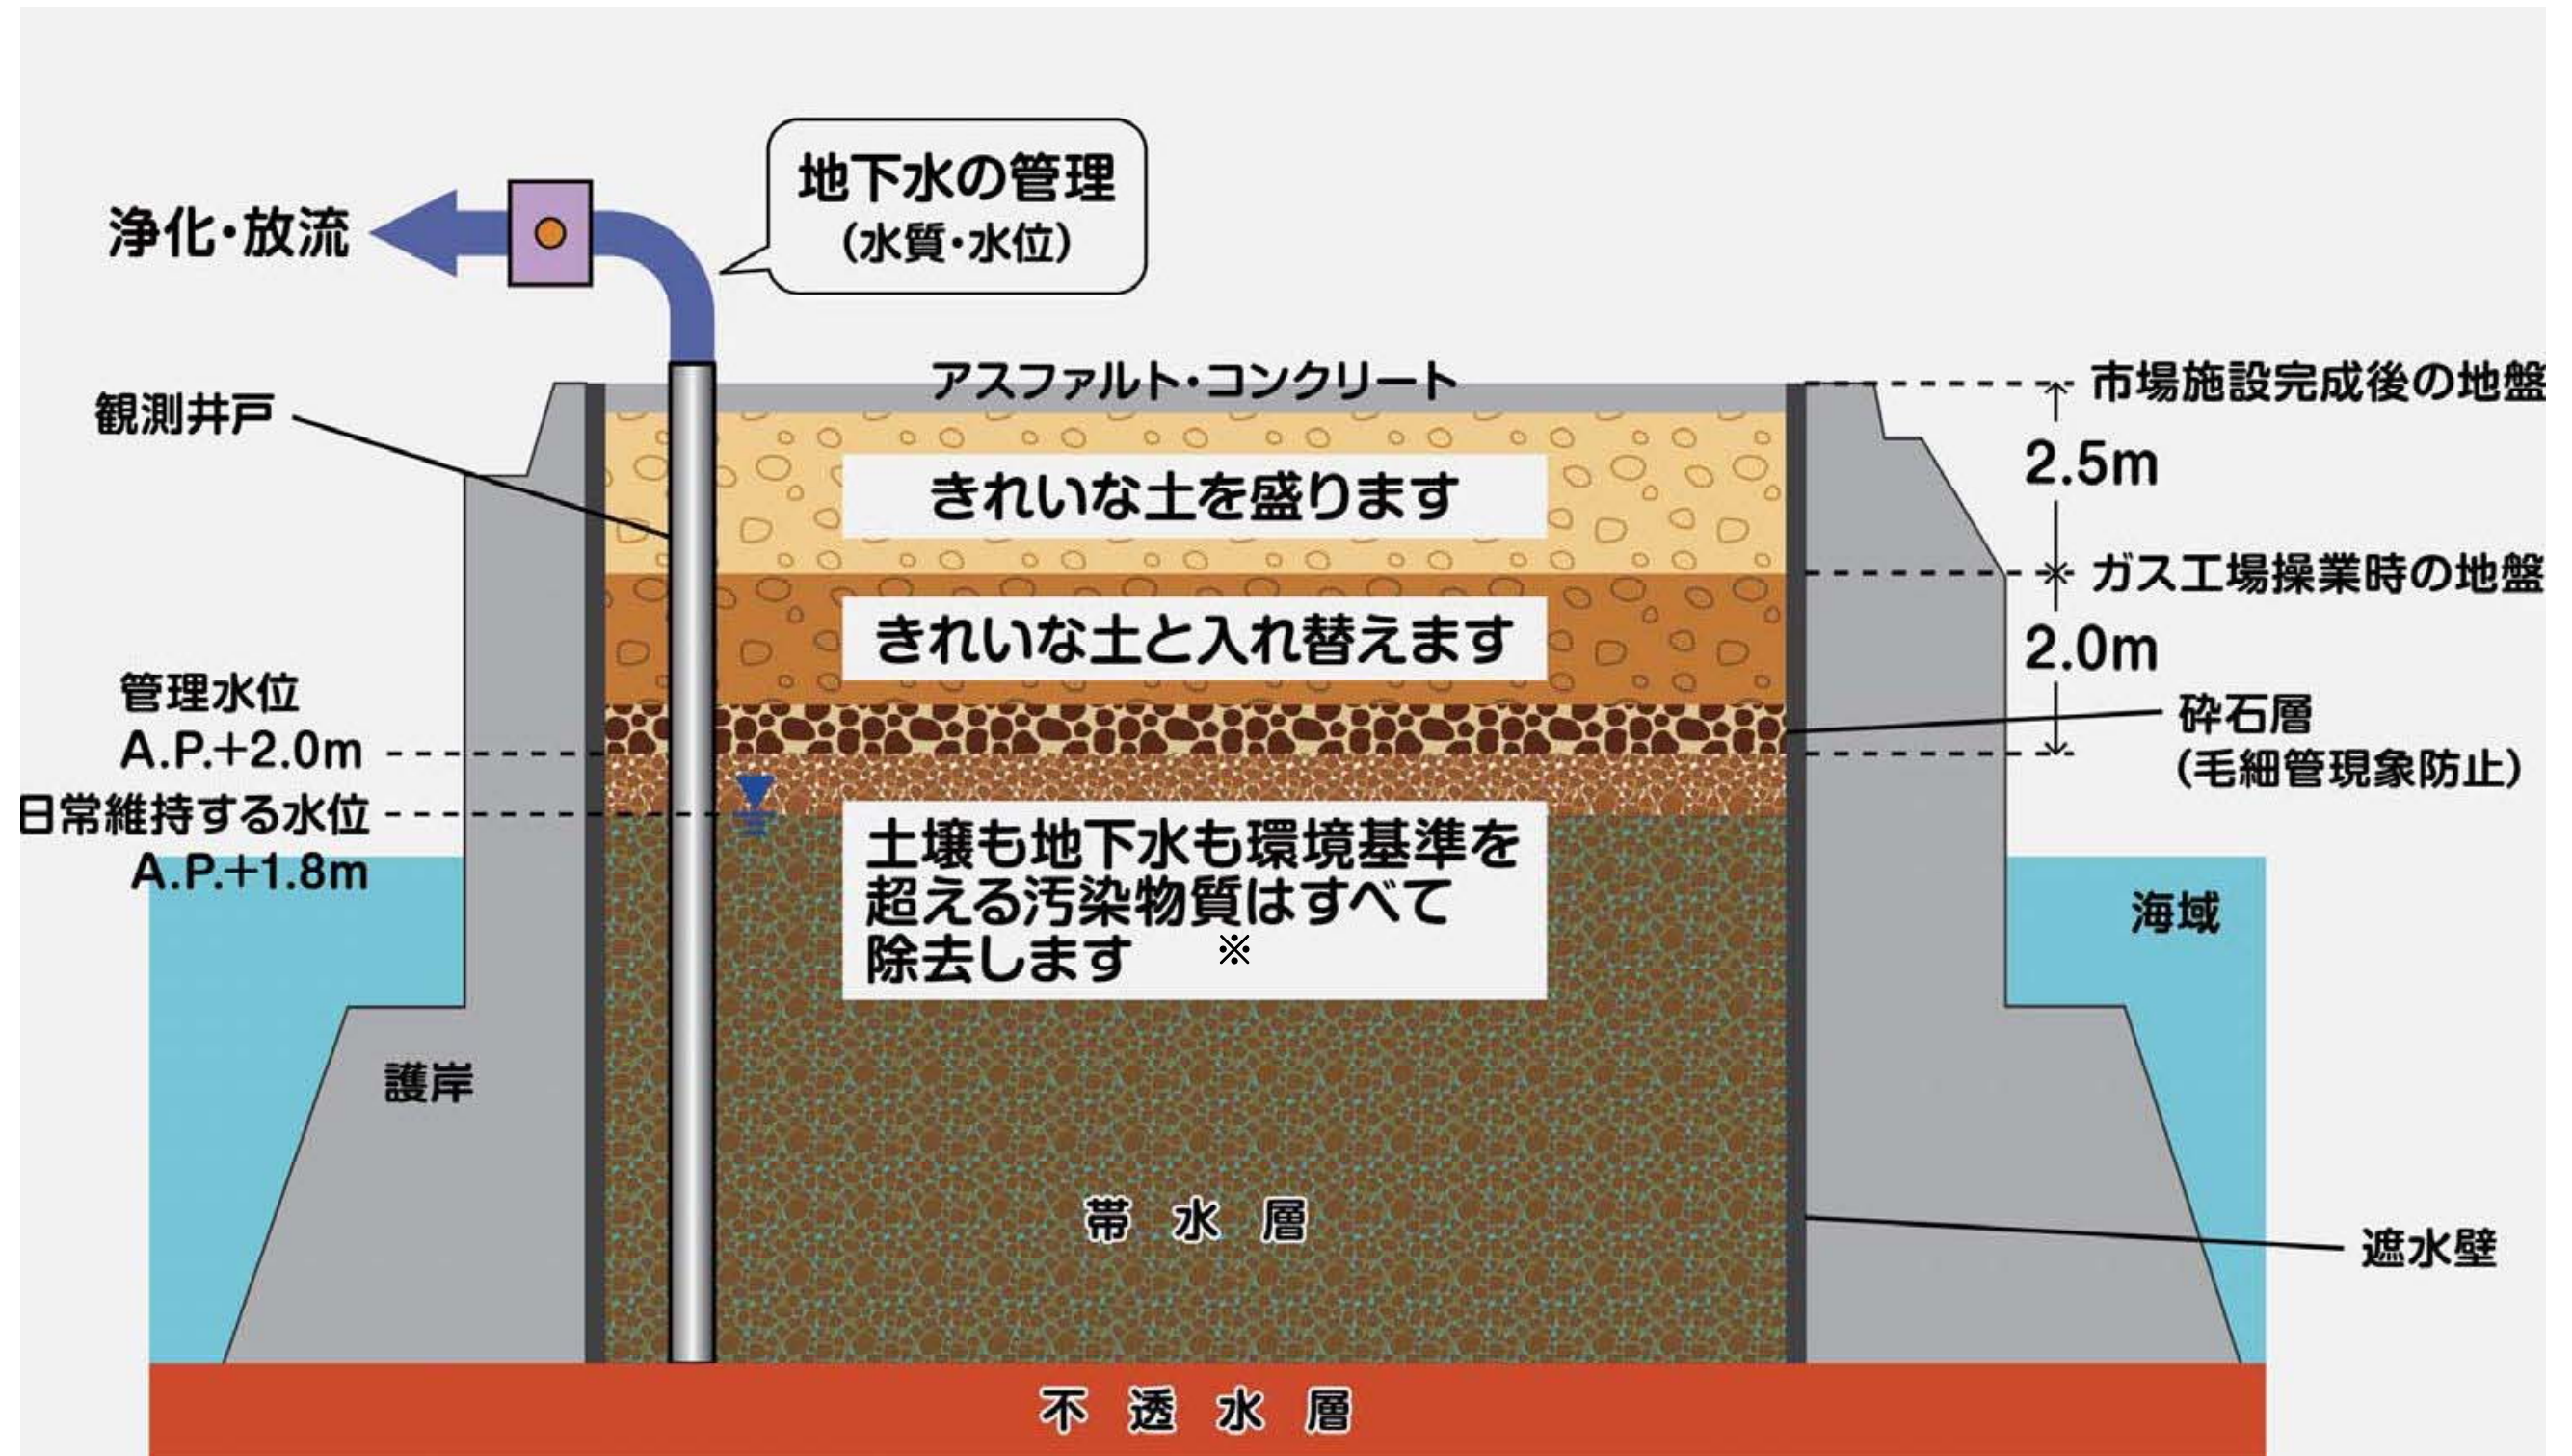 地下水の管理
(水質・水位)
浄化・放流
アスファルト・コンクリート
市場施設完成後の地盤
観測井戸
2.5m
きれいな土を盛ります
ガス工場操業時の地盤
きれいな土と入れ替えます
2.0m
管理水位
A.P.+2.0m
砕石層
(毛細管現象防止)
日常維持する水位
A.P.+1.8m
土壌も地下水も環境基準を
超える汚染物質はすべて
除去します ※
海域
護岸
帯水層
遮水壁
不透水層